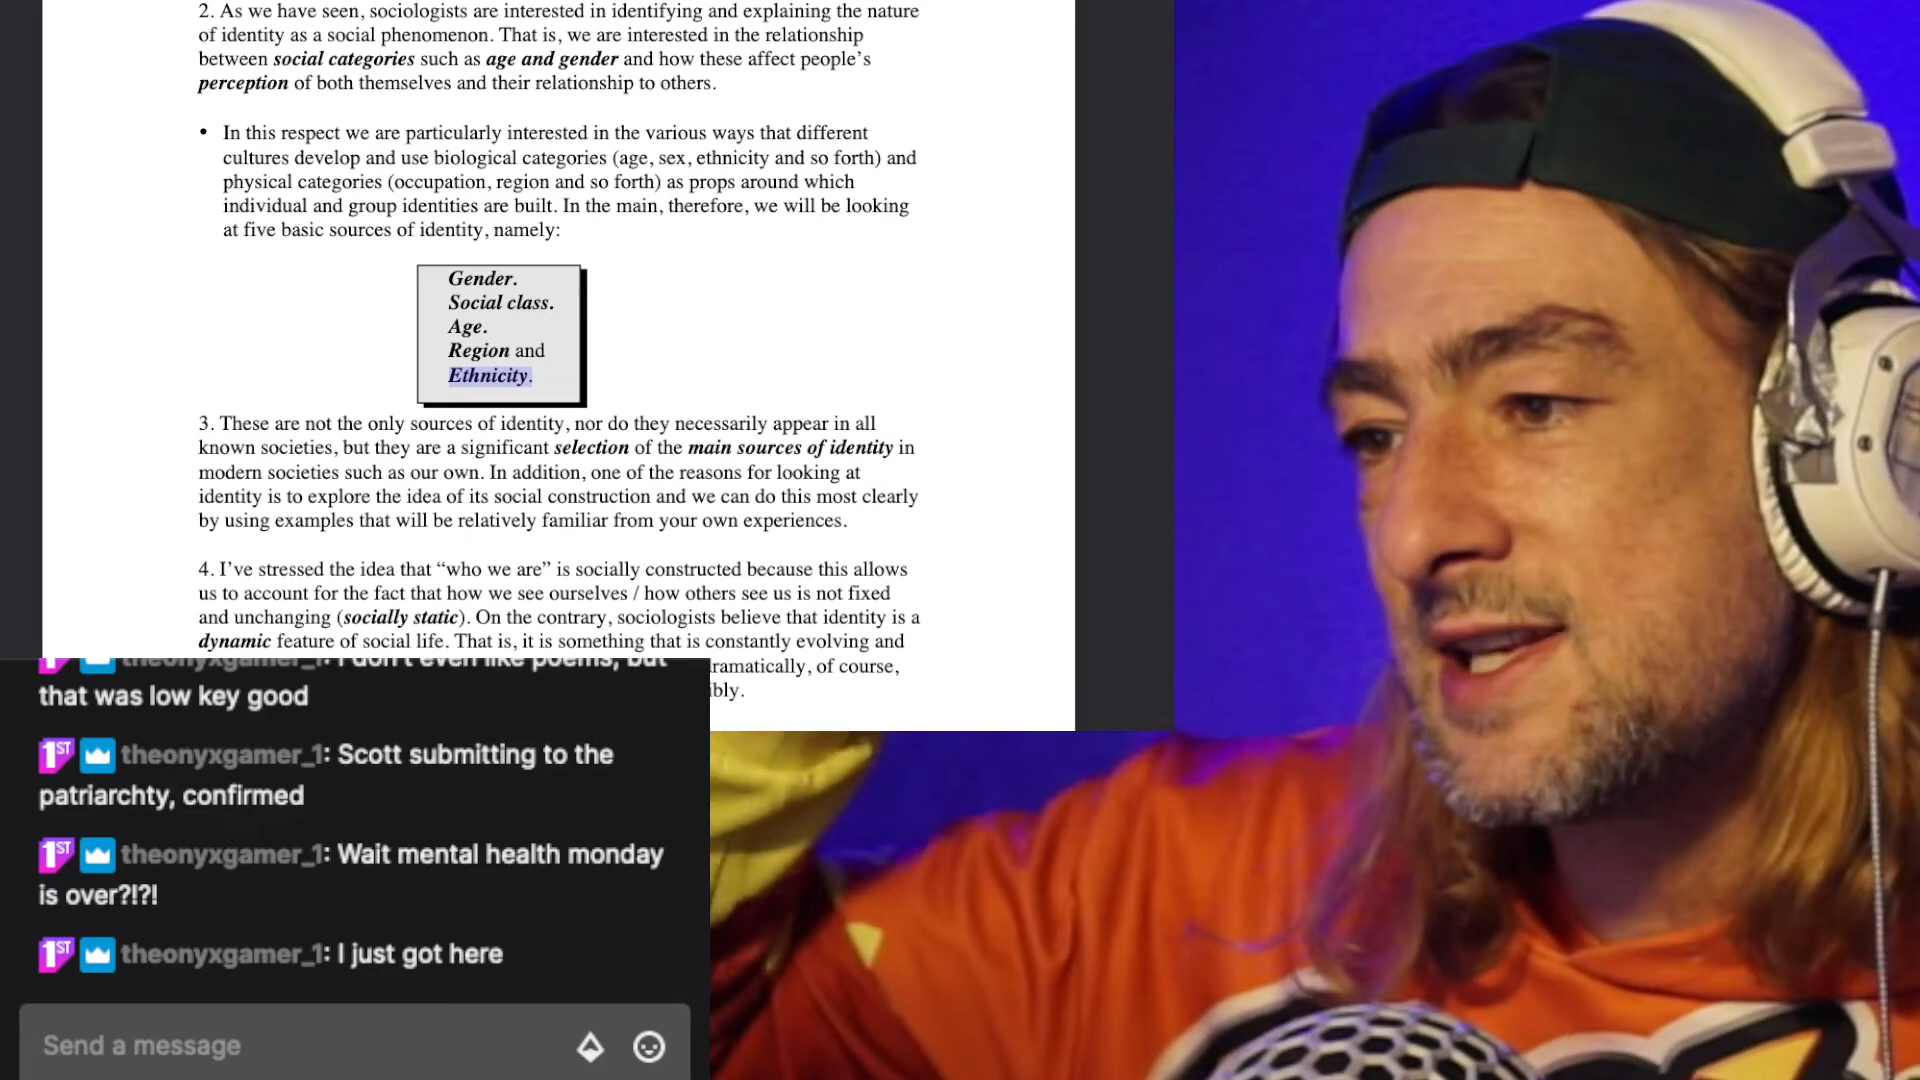 2. As we have seen, sociologists are interested in identifying and explaining the nature
of identity as a social phenomenon. That is, we are interested in the relationship
between social categories such as age and gender and how these affect people's
perception of both themselves and their relationship to others.
• In this respect we are particularly interested in the various ways that different
cultures develop and use biological categories (age, sex, ethnicity and so forth) and
physical categories (occupation, region and so forth) as props around which
individual and group identities are built. In the main, therefore, we will be looking
at five basic sources of identity, namely:
Gender.
Social class.
Age.
Region and
Ethnicity.
3. These are not the only sources of identity, nor do they necessarily appear in all
known societies, but they are a significant selection of the main sources of identity in
modern societies such as our own. In addition, one of the reasons for looking at
identity is to explore the idea of its social construction and we can do this most clearly
by using examples that will be relatively familiar from your own experiences.
4. I've stressed the idea that “who we are” is socially constructed because this allows
us to account for the fact that how we see ourselves / how others see us is not fixed
and unchanging (socially static). On the contrary, sociologists believe that identity is a
dynamic feature of social life. That is, it is something that is constantly evolving and
ramatically, of course,
ibly.
theonyxgamer_1: I don't even like poems, but
that was low key good
1ST theonyxgamer_1: Scott submitting to the
patriarchty, confirmed
1ST theonyxgamer_1: Wait mental health monday
is over?!?!
1ST theonyxgamer_1: I just got here
Send a message